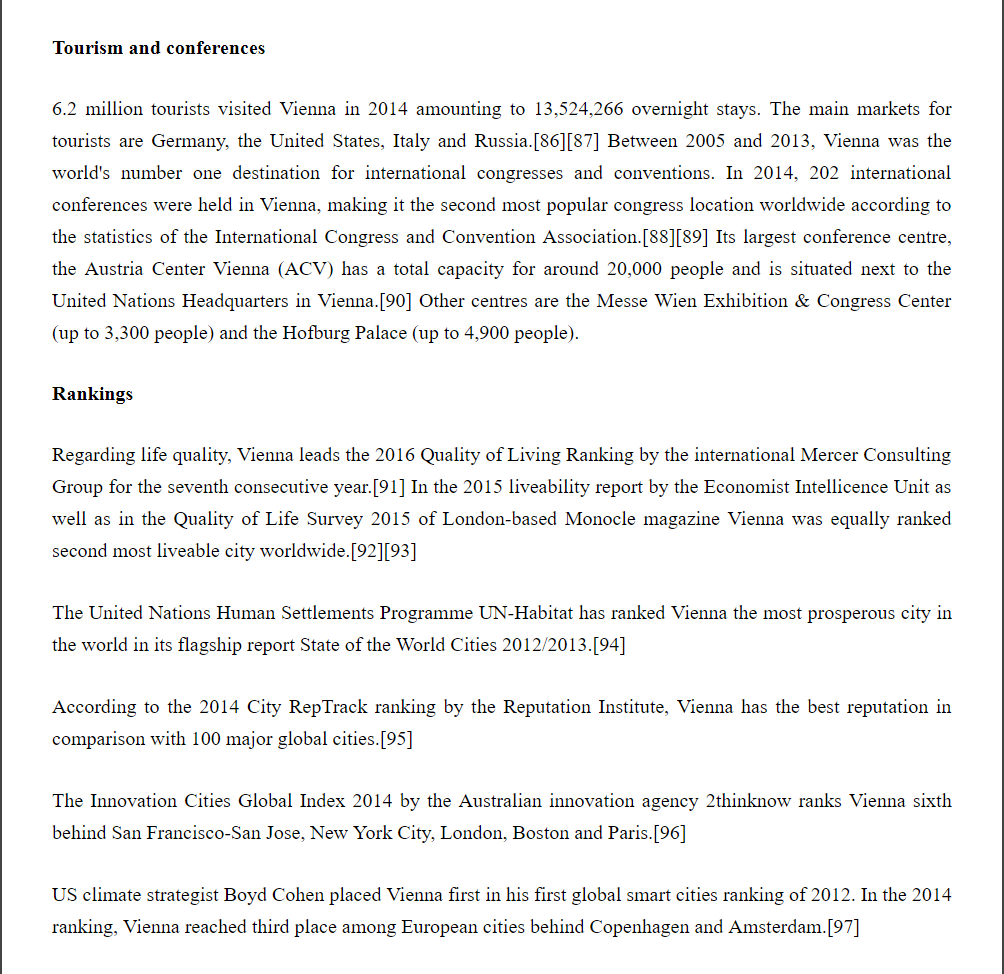 Tourism and conferences
6.2 million tourists visited Vienna in 2014 amounting to 13,524,266 overnight stays. The main markets for
tourists are Germany, the United States, Italy and Russia.[86][87] Between 2005 and 2013, Vienna was the
world's number one destination for international congresses and conventions. In 2014, 202 international
conferences were held in Vienna, making it the second most popular congress location worldwide according to
the statistics of the International Congress and Convention Association.[88][89] Its largest conference centre,
the Austria Center Vienna (ACV) has a total capacity for around 20,000 people and is situated next to the
United Nations Headquarters in Vienna.[90] Other centres are the Messe Wien Exhibition & Congress Center
(up to 3,300 people) and the Hofburg Palace (up to 4,900 people).
Rankings
Regarding life quality, Vienna leads the 2016 Quality of Living Ranking by the international Mercer Consulting
Group for the seventh consecutive year.[91] In the 2015 liveability report by the Economist Intellicence Unit as
well as in the Quality of Life Survey 2015 of London-based Monocle magazine Vienna was equally ranked
second most liveable city worldwide.[92][93]
The United Nations Human Settlements Programme UN-Habitat has ranked Vienna the most prosperous city in
the world in its flagship report State of the World Cities 2012/2013.[94]
According to the 2014 City RepTrack ranking by the Reputation Institute, Vienna has the best reputation in
comparison with 100 major global cities.[95]
The Innovation Cities Global Index 2014 by the Australian innovation agency 2thinknow ranks Vienna sixth
behind San Francisco-San Jose, New York City, London, Boston and Paris.[96]
US climate strategist Boyd Cohen placed Vienna first in his first global smart cities ranking of 2012. In the 2014
ranking, Vienna reached third place among European cities behind Copenhagen and Amsterdam.[97]